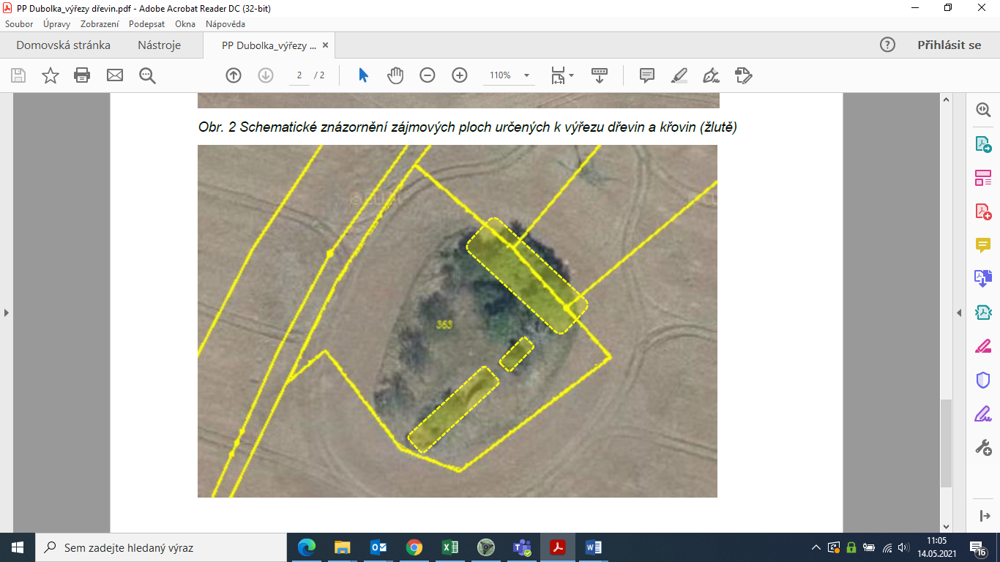 PP Dubolka_výřezy dřevin.pdf - Adobe Acrobat Reader DC (32-bit)
Soubor Úpravy Zobrazení Podepsat Okna Nápověda
Domovská stránka Nástroje PP Dubolka_výřezy ... × Přihlásit se
2 / 2 110%
Obr. 2 Schematické znázornění zájmových ploch určených k výřezu dřevin a křovin (žlutě)
363
Sem zadejte hledaný výraz
11:05
14.05.2021
16